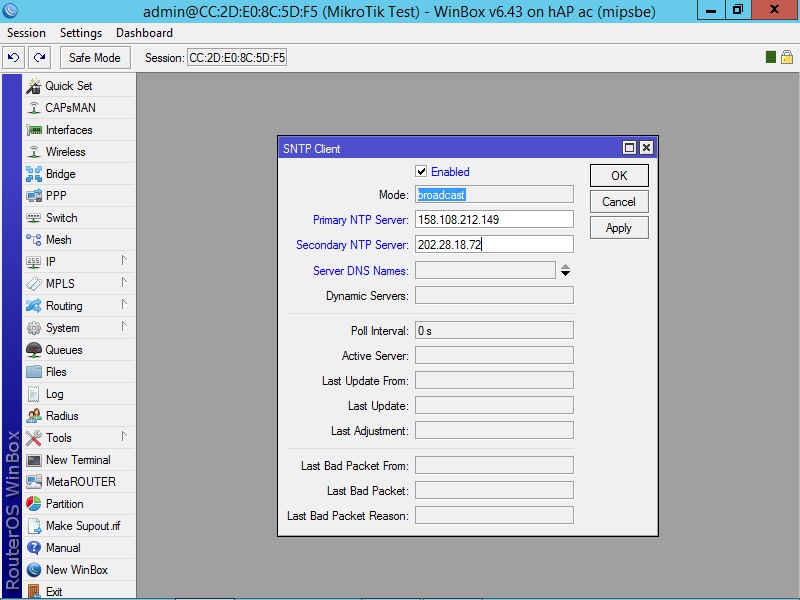 admin@CC:2D:E0:8C:5D:F5 (MikroTik Test) - WinBox v6.43 on hAP ac (mipsbe)
Session Settings Dashboard
Safe Mode Session: CC:2D:E0:8C:5D:F5
Quick Set
CAPsMAN
Interfaces
Wireless
Bridge
PPP
Switch
Mesh
IP
MPLS
Routing
System
Queues
Files
Log
Radius
Tools
New Terminal
MetaROUTER
Partition
Make Supout.rif
Manual
New WinBox
Exit
RouterOS WinBox
SNTP Client
Enabled
Mode: broadcast
Primary NTP Server: 158.108.212.149
Secondary NTP Server: 202.28.18.72
Server DNS Names:
Dynamic Servers:
Poll Interval: 0 s
Active Server:
Last Update From:
Last Update:
Last Adjustment:
Last Bad Packet From:
Last Bad Packet:
Last Bad Packet Reason:
OK
Cancel
Apply